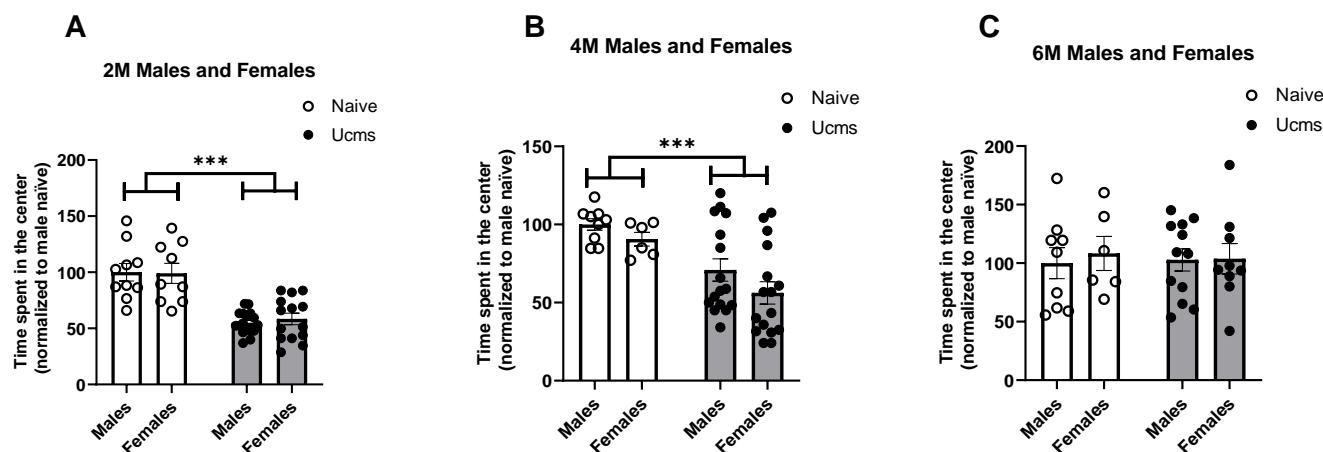 A
2M Males and Females
Naive
Ucms
Time spent in the center
(normalized to male naïve)
200
150
100
50
0
***
Males
Females
Males
Females
B
4M Males and Females
Naive
Ucms
Time spent in the center
(normalized to male naïve)
150
100
50
0
***
Males
Females
Males
Females
C
6M Males and Females
Naive
Ucms
Time spent in the center
(normalized to male naïve)
200
150
100
50
0
Males
Females
Males
Females